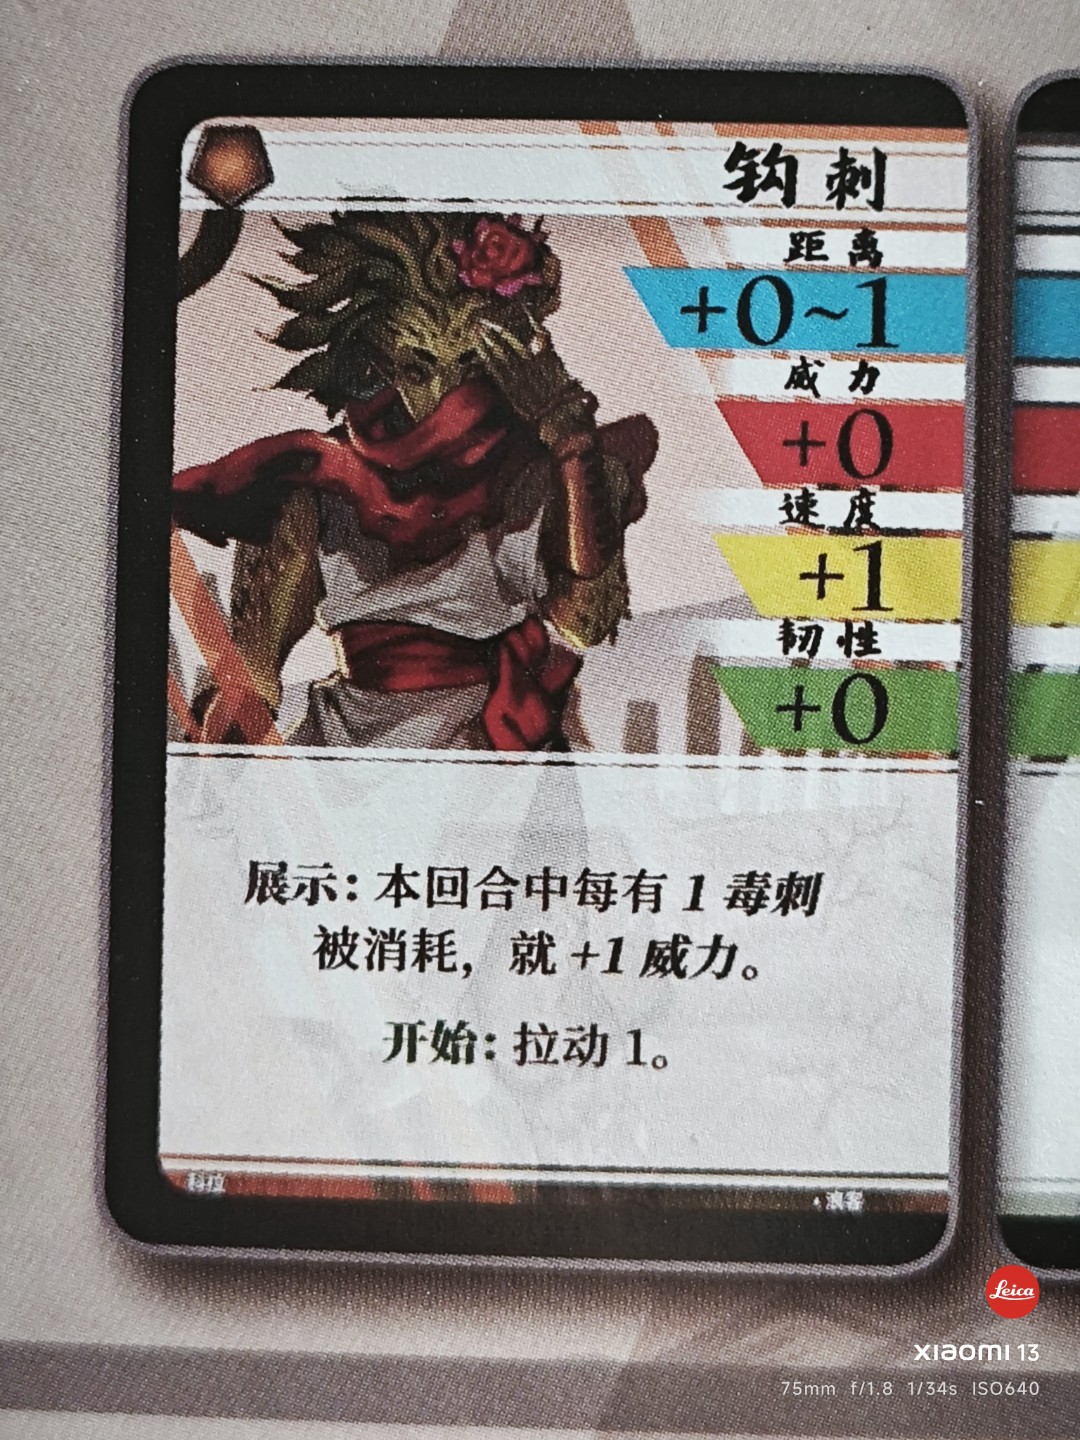 钩刺
距离
+0~1
威力
+0
速度
+1
韧性
+0
展示：本回合中每有 1 毒刺
被消耗，就 +1 威力。
开始：拉动 1。
浪客
Leica
xiaomi 13
75mm f/1.8 1/34s ISO640